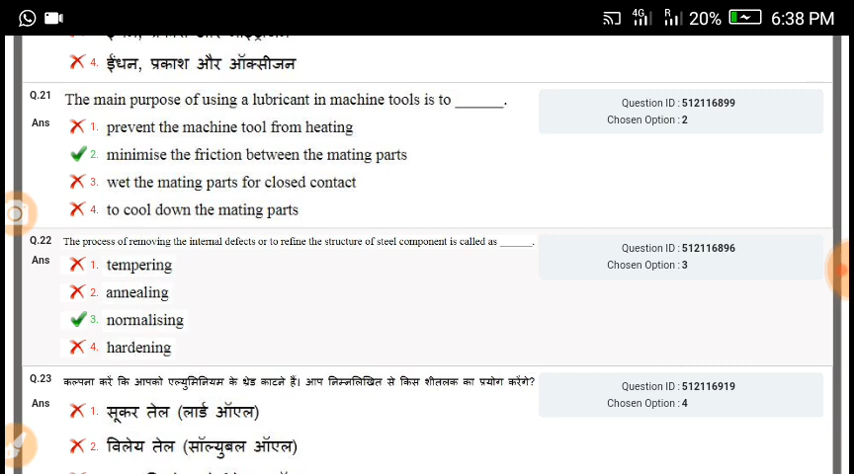 4G R 20% 6:38 PM
4. ईंधन, प्रकाश और ऑक्सीजन
Q.21 The main purpose of using a lubricant in machine tools is to ______.
Question ID : 512116899
Chosen Option : 2
Ans 1. prevent the machine tool from heating
2. minimise the friction between the mating parts
3. wet the mating parts for closed contact
4. to cool down the mating parts
Q.22 The process of removing the internal defects or to refine the structure of steel component is called as ______.
Question ID : 512116896
Chosen Option : 3
Ans 1. tempering
2. annealing
3. normalising
4. hardening
Q.23 कल्पना करें कि आपको एल्युमिनियम के थ्रेड काटने हैं। आप निम्नलिखित से किस शीतलक का प्रयोग करेंगे?
Question ID : 512116919
Chosen Option : 4
Ans 1. सूकर तेल (लार्ड ऑएल)
2. विलेय तेल (सॉल्युबल ऑएल)